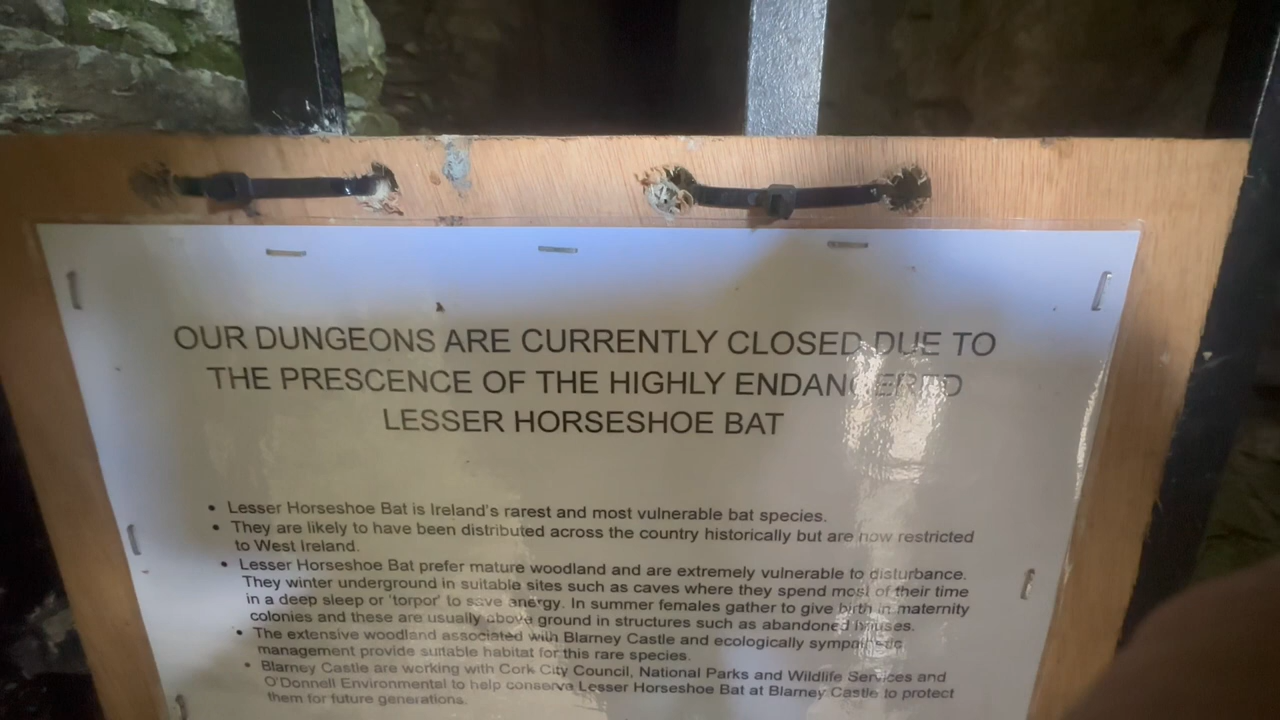 OUR DUNGEONS ARE CURRENTLY CLOSED DUE TO
THE PRESCENCE OF THE HIGHLY ENDANGERED
LESSER HORSESHOE BAT
• Lesser Horseshoe Bat is Ireland's rarest and most vulnerable bat species.
• They are likely to have been distributed across the country historically but are now restricted
to West Ireland.
• Lesser Horseshoe Bat prefer mature woodland and are extremely vulnerable to disturbance.
They winter underground in suitable sites such as caves where they spend most of their time
in a deep sleep or 'torpor' to save energy. In summer females gather to give birth in maternity
colonies and these are usually above ground in structures such as abandoned houses.
• The extensive woodland associated with Blarney Castle and ecologically sympathetic
management provide suitable habitat for this rare species.
• Blarney Castle are working with Cork City Council, National Parks and Wildlife Services and
O'Donnell Environmental to help conserve Lesser Horseshoe Bat at Blarney Castle to protect
them for future generations.